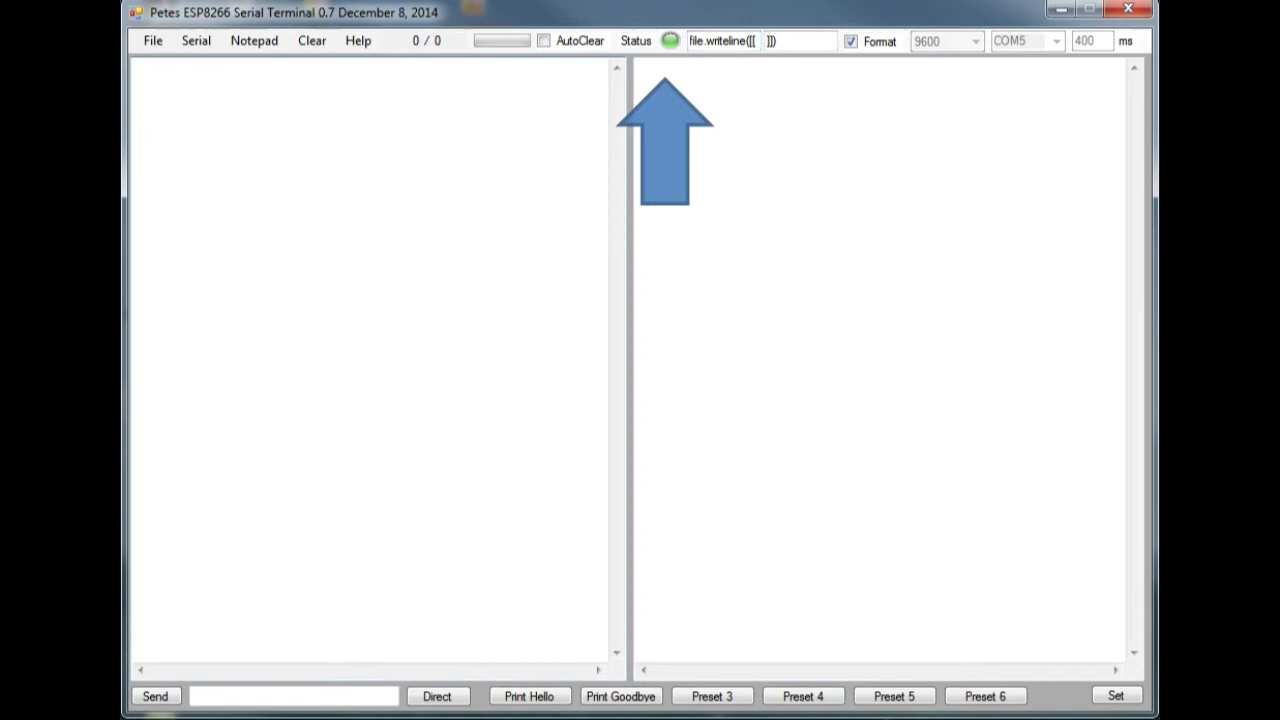 Petes ESP8266 Serial Terminal 0.7 December 8, 2014
File Serial Notepad Clear Help 0 / 0 AutoClear Status file.writeline([[ ]]) Format 9600 COM5 400 ms
Send Direct Print Hello Print Goodbye Preset 3 Preset 4 Preset 5 Preset 6 Set